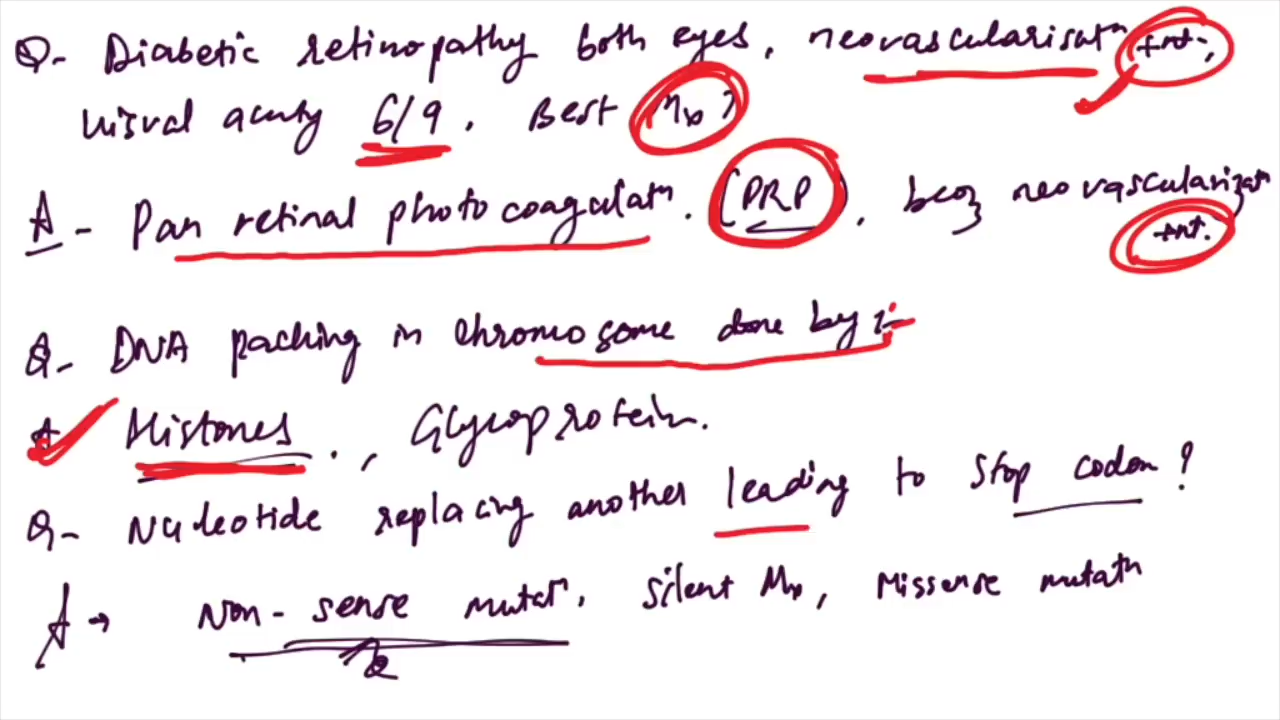 Q- Diabetic retinopathy both eyes, neovascularisatn +nt,
visual acuity 6/9. Best Mx ?
A - Pan retinal photocoagulatn. (PRP), becoz neovascularizatn +nt.
Q- DNA packing in chromosome done by :-
A Histones., Glycoprotein.
Q- Nucleotide replacing another leading to stop codon ?
A → Non-sense mutatn, silent Mx, Missense mutatn